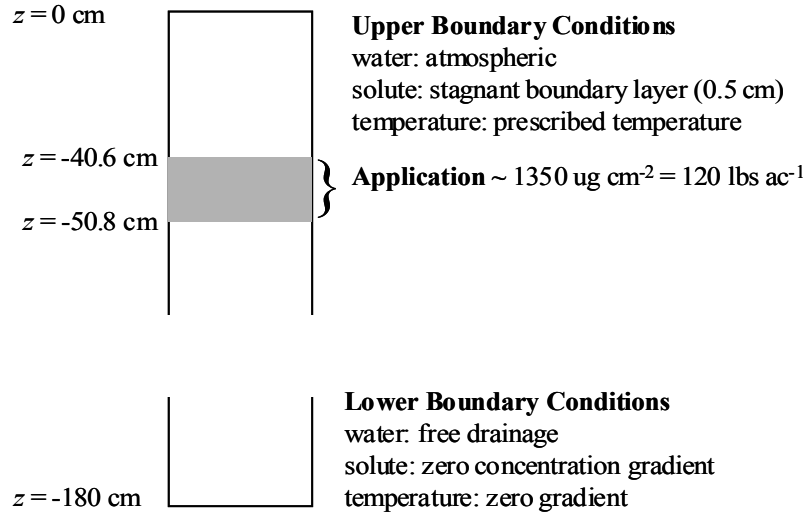 z = 0 cm
Upper Boundary Conditions
water: atmospheric
solute: stagnant boundary layer (0.5 cm)
temperature: prescribed temperature
z = -40.6 cm
Application ~ 1350 ug cm-2 = 120 lbs ac-1
z = -50.8 cm
Lower Boundary Conditions
water: free drainage
solute: zero concentration gradient
temperature: zero gradient
z = -180 cm